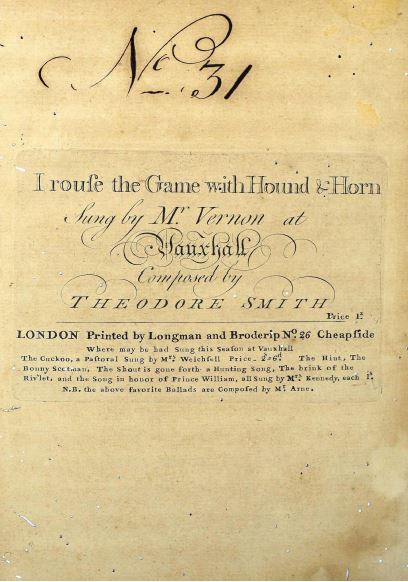 No. 31
I rouſe the Game with Hound & Horn
Sung by Mr Vernon at
Vauxhall
Composed by
THEODORE SMITH
Price 1s.
LONDON Printed by Longman and Broderip No. 26 Cheapſide
Where may be had Sung this Seaſon at Vauxhall
The Cuckoo, a Paſtoral Sung by Mrs. Weichſell Price. 2s=6d The Hint, The
Bonny Scotman, The Shout is gone forth a Hunting Song, The brink of the
Riv'let, and the Song in honor of Prince William, all Sung by Mrs. Kennedy, each 1s.
N.B. the above favorite Ballads are Compoſed by Mr. Arne.